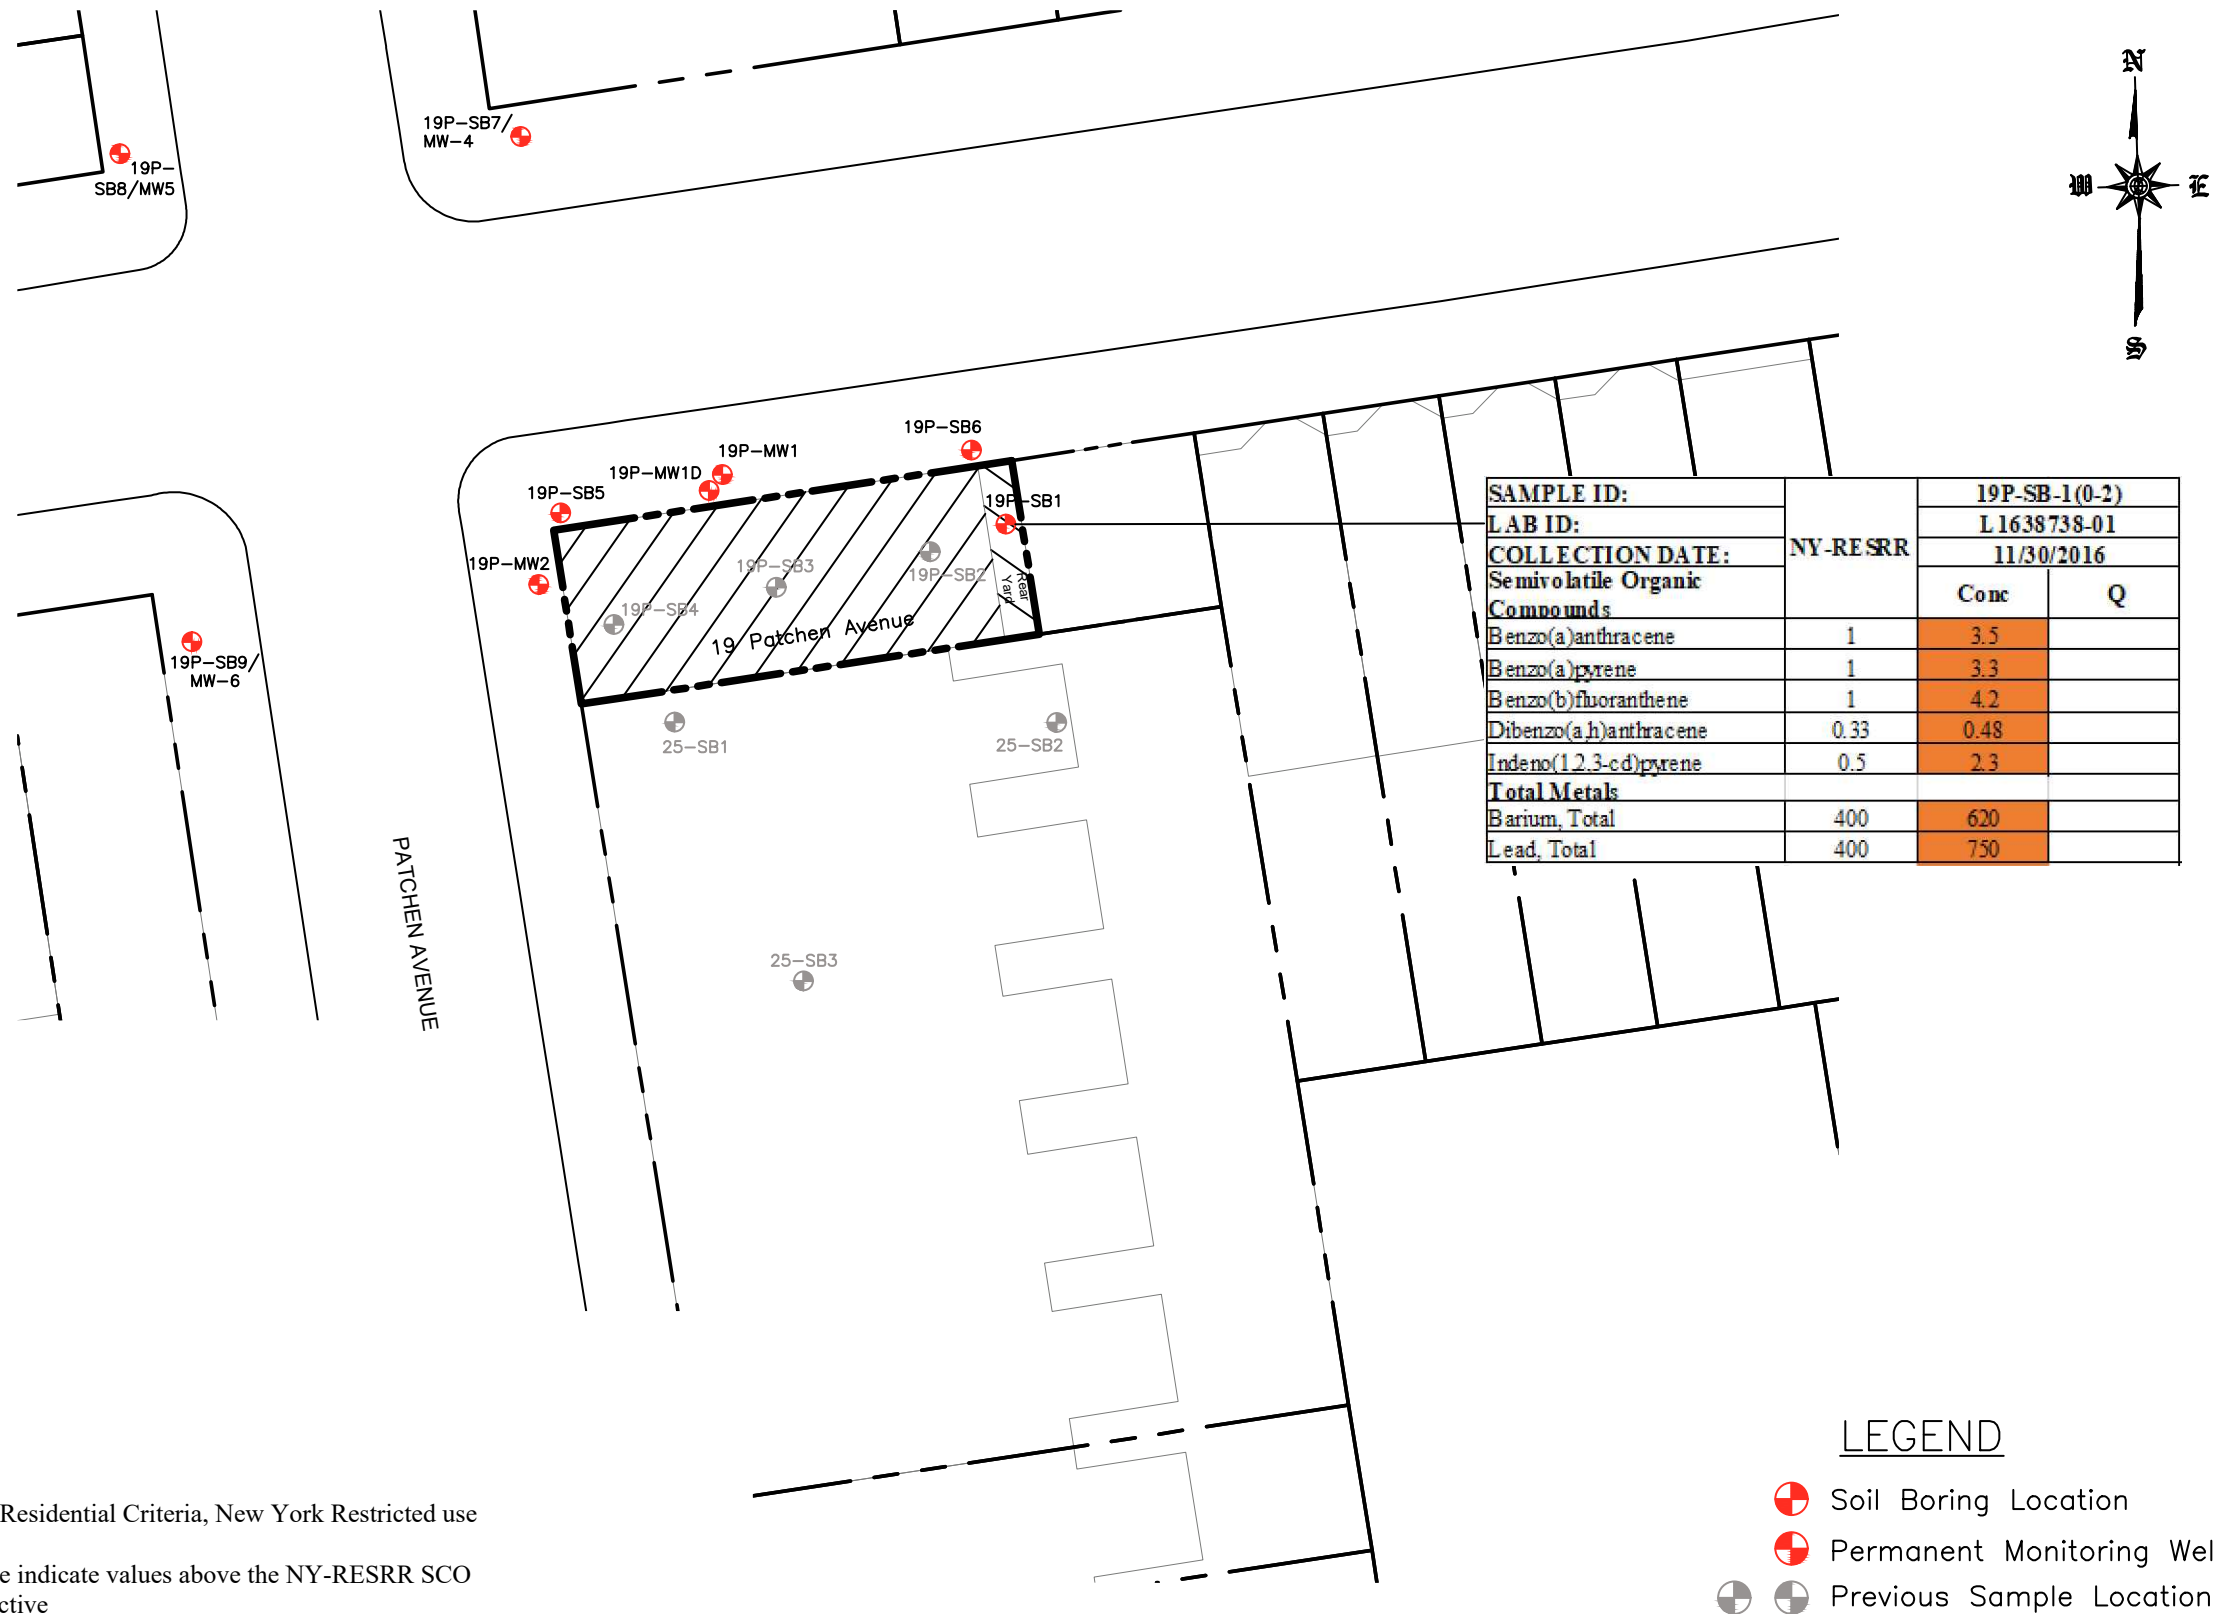 N
W E
S
19P-SB7/
MW-4
19P-
SB8/MW5
19P-SB6
19P-MW1
19P-MW1D
19P-SB5
19P-SB1
19P-MW2
19P-SB3
19P-SB2
19P-SB4
Rear
Yard
19 Patchen Avenue
19P-SB9/
MW-6
25-SB1
25-SB2
25-SB3
PATCHEN AVENUE
SAMPLE ID: NY-RESRR 19P-SB-1(0-2)
LAB ID: L1638738-01
COLLECTION DATE: 11/30/2016
Semivolatile Organic
Compounds Conc Q
Benzo(a)anthracene 1 3.5
Benzo(a)pyrene 1 3.3
Benzo(b)fluoranthene 1 4.2
Dibenzo(a,h)anthracene 0.33 0.48
Indeno(1,2,3-cd)pyrene 0.5 2.3
Total Metals
Barium, Total 400 620
Lead, Total 400 750
LEGEND
Soil Boring Location
Permanent Monitoring Wel
Previous Sample Location
Residential Criteria, New York Restricted use
e indicate values above the NY-RESRR SCO
ctive